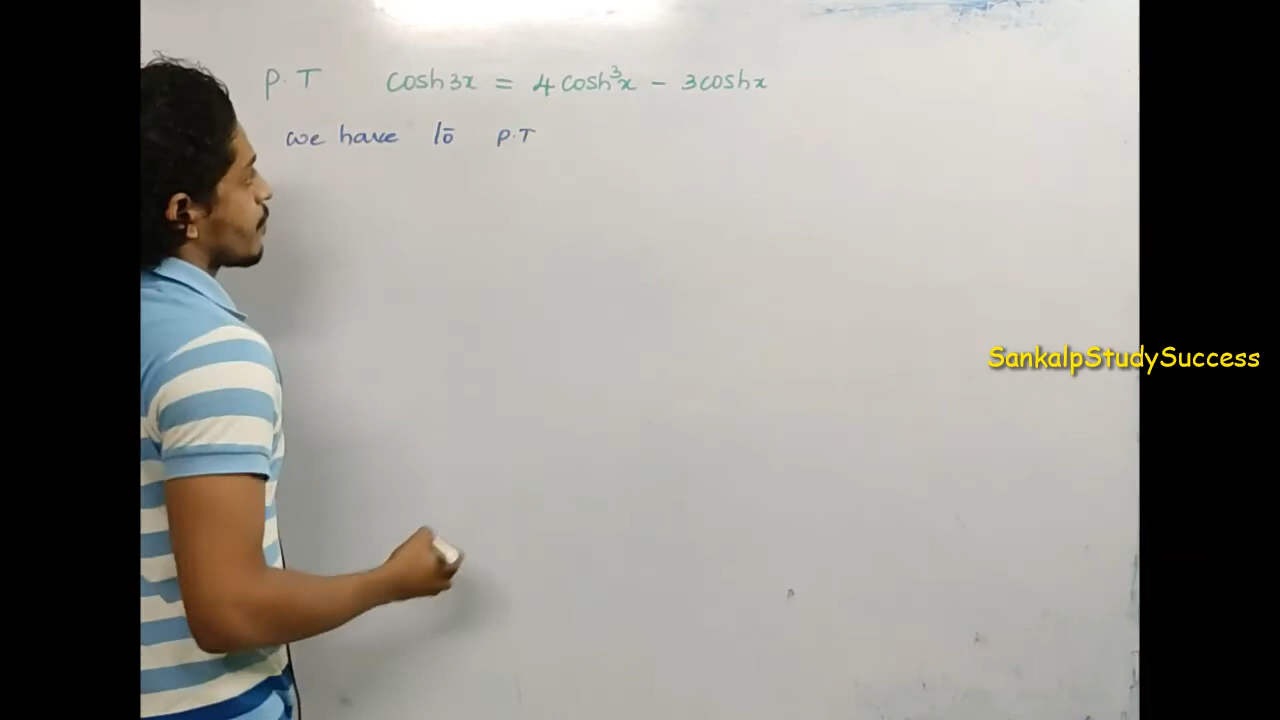 P.T cosh3x = 4cosh³x - 3coshx
we have to P.T
SankalpStudySuccess